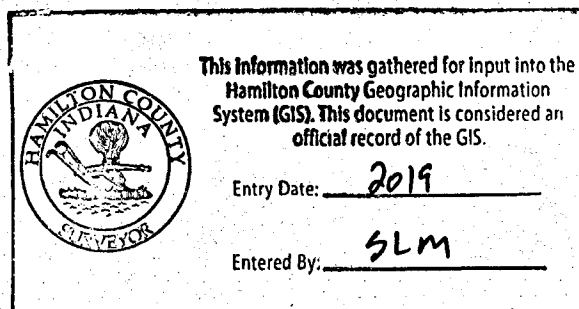 HAMILTON COUNTY
INDIANA
SURVEYOR
This information was gathered for input into the
Hamilton County Geographic Information
System (GIS). This document is considered an
official record of the GIS.
Entry Date: 2019
Entered By: SLM